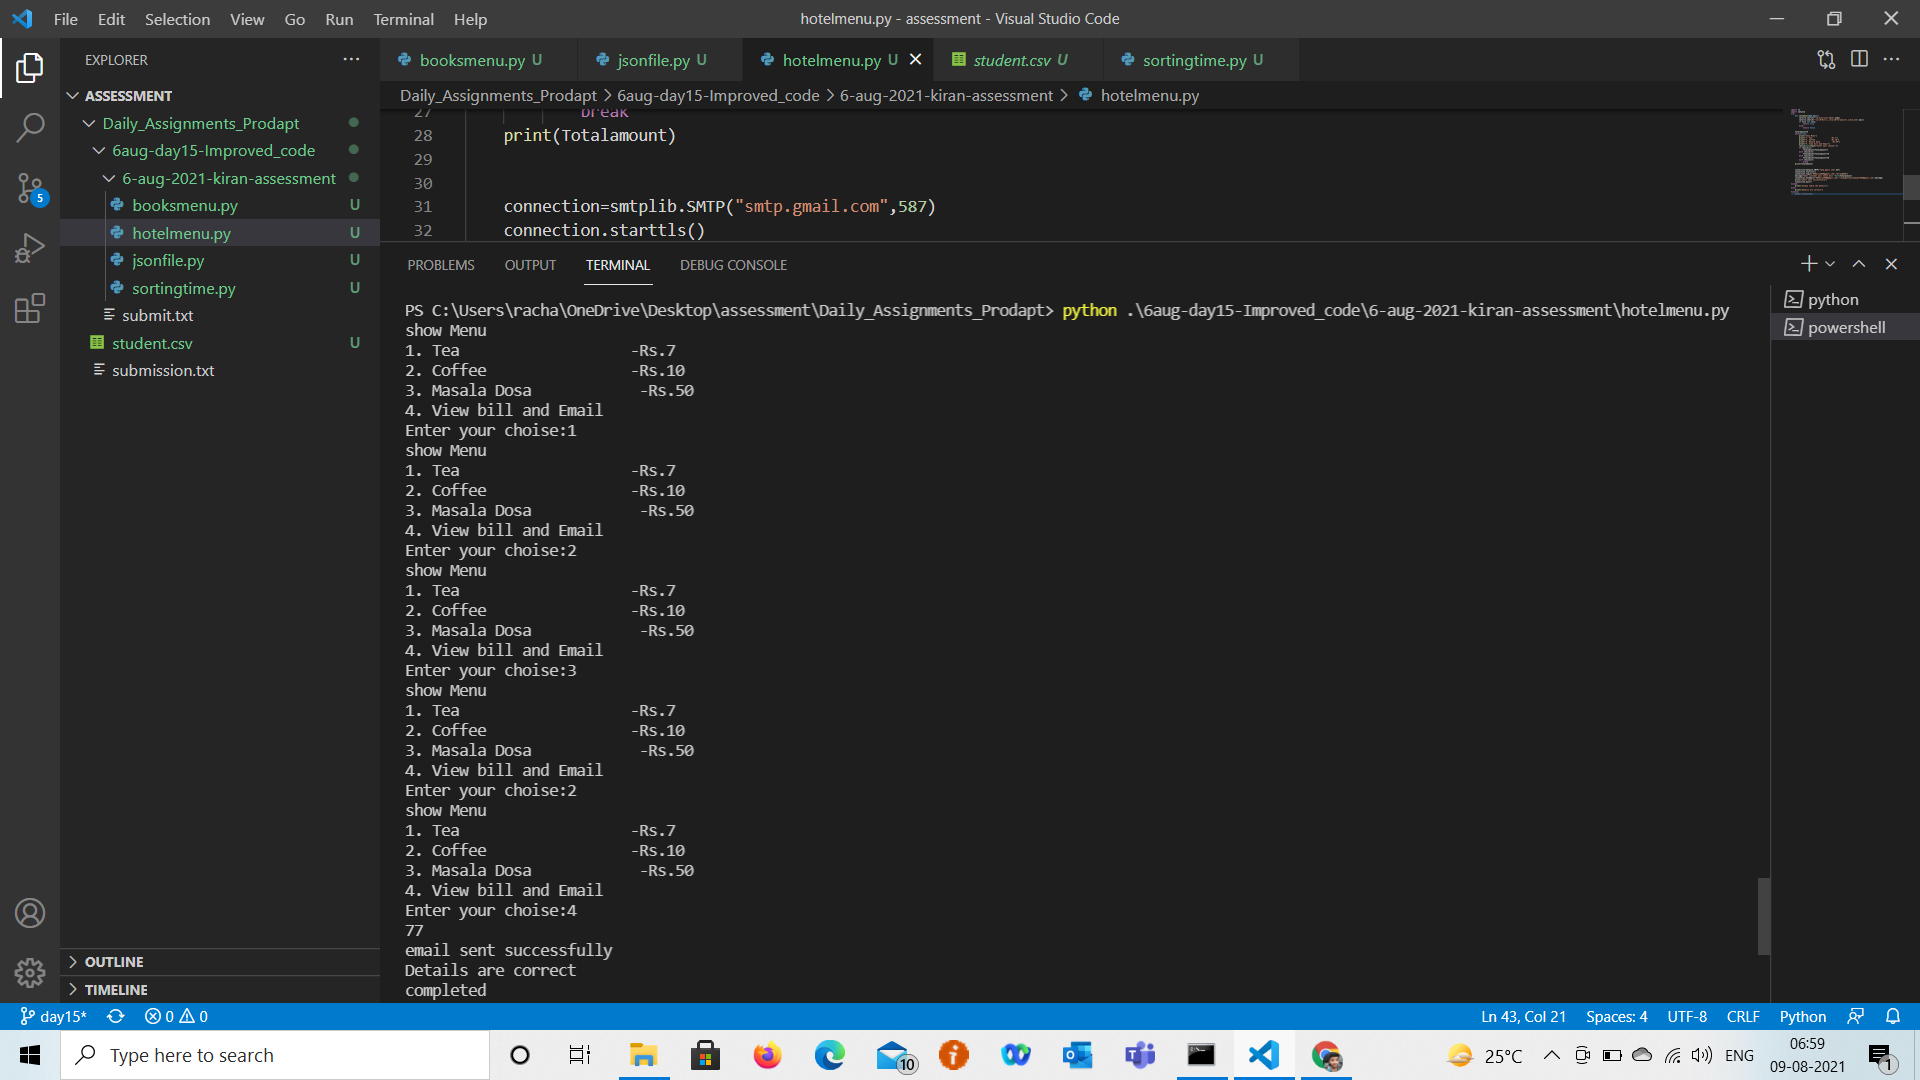 File Edit Selection View Go Run Terminal Help
hotelmenu.py - assessment - Visual Studio Code
EXPLORER
booksmenu.py U
jsonfile.py U
hotelmenu.py U
student.csv U
sortingtime.py U
Daily_Assignments_Prodapt > 6aug-day15-Improved_code > 6-aug-2021-kiran-assessment > hotelmenu.py
ASSESSMENT
Daily_Assignments_Prodapt
6aug-day15-Improved_code
6-aug-2021-kiran-assessment
booksmenu.py U
hotelmenu.py U
jsonfile.py U
sortingtime.py U
submit.txt
student.csv U
submission.txt
5
27 break
28 print(Totalamount)
29
30
31 connection=smtplib.SMTP("smtp.gmail.com",587)
32 connection.starttls()
PROBLEMS OUTPUT TERMINAL DEBUG CONSOLE
python
powershell
PS C:\Users\racha\OneDrive\Desktop\assessment\Daily_Assignments_Prodapt> python .\6aug-day15-Improved_code\6-aug-2021-kiran-assessment\hotelmenu.py
show Menu
1. Tea -Rs.7
2. Coffee -Rs.10
3. Masala Dosa -Rs.50
4. View bill and Email
Enter your choise:1
show Menu
1. Tea -Rs.7
2. Coffee -Rs.10
3. Masala Dosa -Rs.50
4. View bill and Email
Enter your choise:2
show Menu
1. Tea -Rs.7
2. Coffee -Rs.10
3. Masala Dosa -Rs.50
4. View bill and Email
Enter your choise:3
show Menu
1. Tea -Rs.7
2. Coffee -Rs.10
3. Masala Dosa -Rs.50
4. View bill and Email
Enter your choise:2
show Menu
1. Tea -Rs.7
2. Coffee -Rs.10
3. Masala Dosa -Rs.50
4. View bill and Email
Enter your choise:4
77
email sent successfully
Details are correct
completed
OUTLINE
TIMELINE
day15* 0 0
Ln 43, Col 21 Spaces: 4 UTF-8 CRLF Python
Type here to search
10
25°C
ENG
06:59
09-08-2021
1